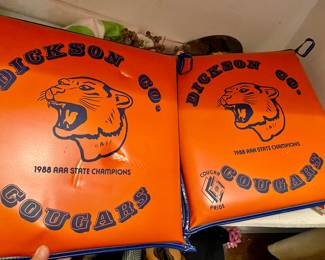 DICKSON CO.
1988 AAA STATE CHAMPIONS
COUGARS
DICKSON CO.
1988 AAA STATE CHAMPIONS
COUGAR
PRIDE
COUGARS